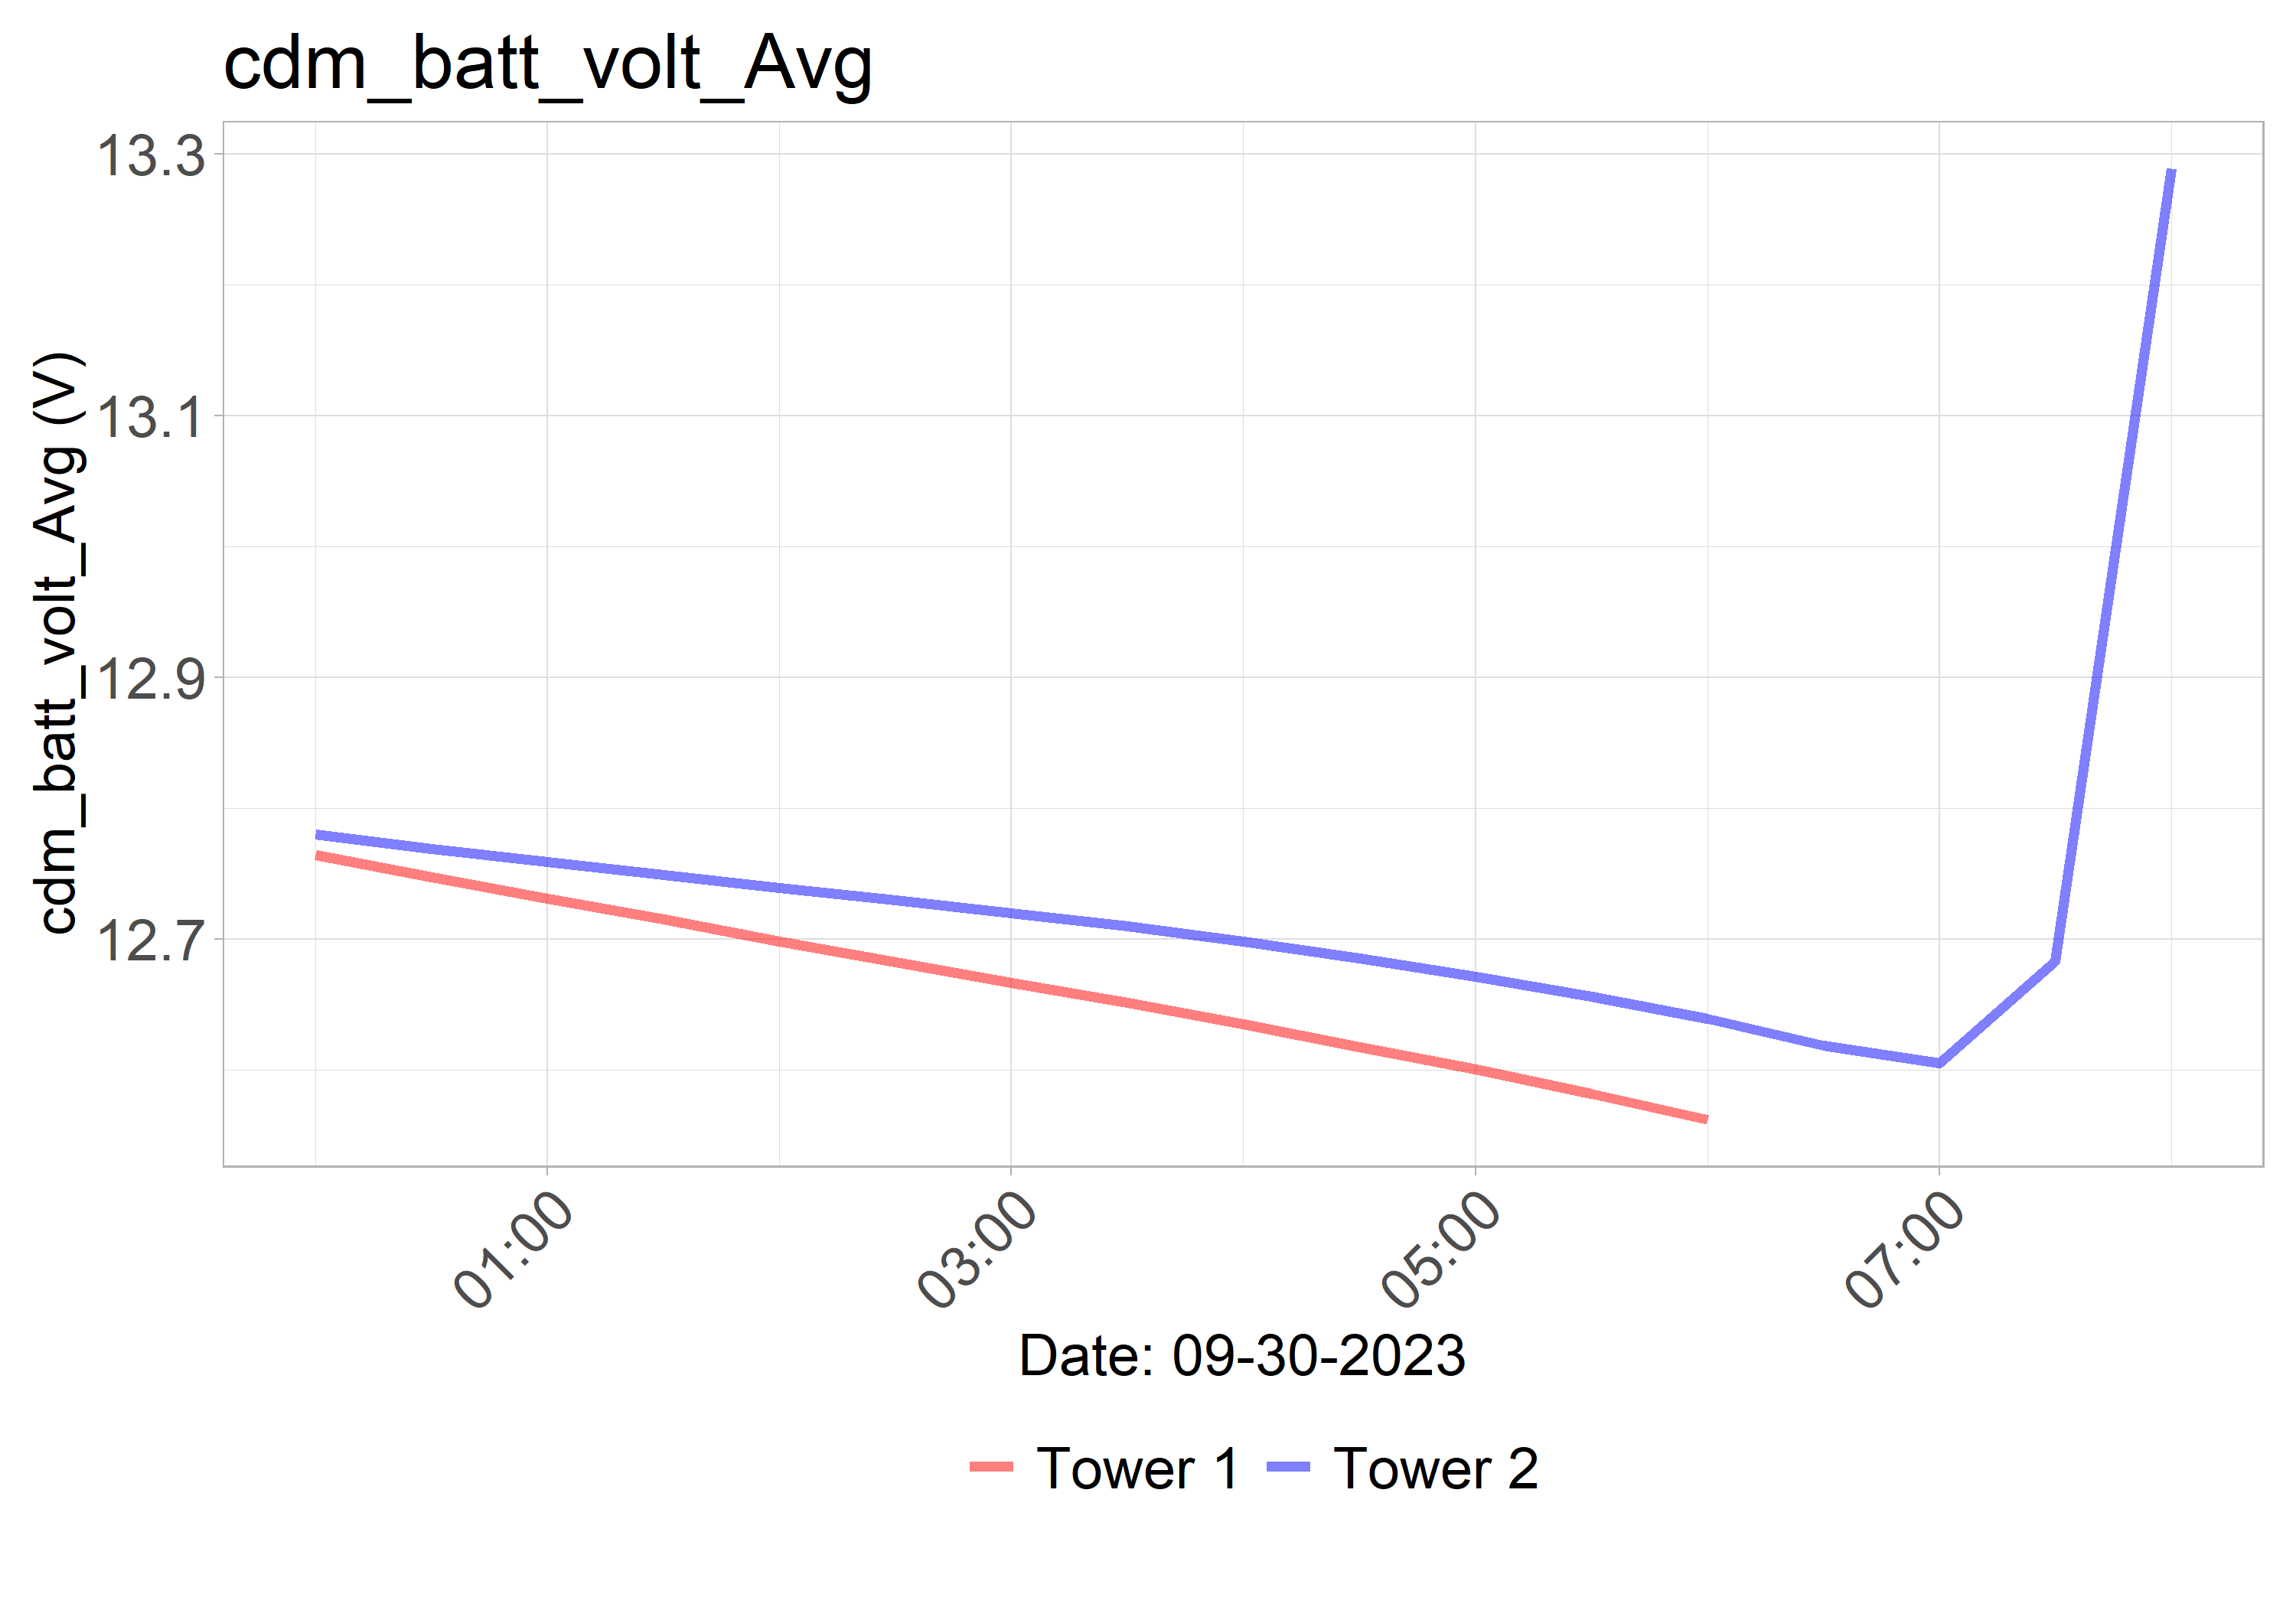 cdm_batt_volt_Avg
cdm_batt_volt_Avg (V)
13.3
13.1
12.9
12.7
01:00
03:00
05:00
07:00
Date: 09-30-2023
Tower 1
Tower 2